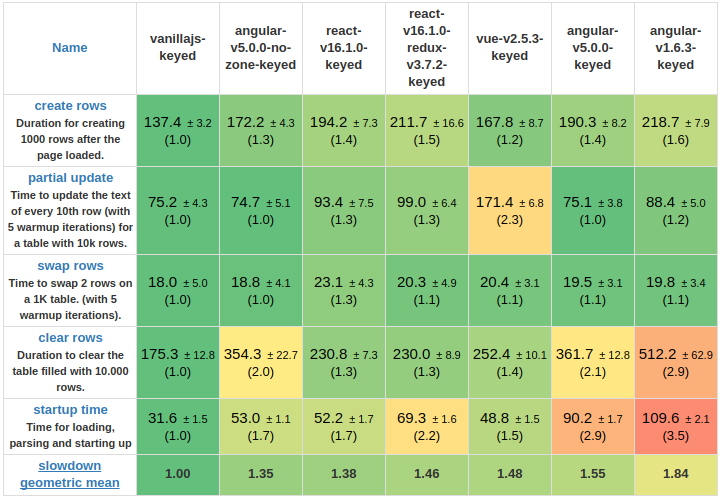 Name
vanillajs-
keyed
angular-
v5.0.0-no-
zone-keyed
react-
v16.1.0-
keyed
react-
v16.1.0-
redux-
v3.7.2-
keyed
vue-v2.5.3-
keyed
angular-
v5.0.0-
keyed
angular-
v1.6.3-
keyed
create rows
Duration for creating
1000 rows after the
page loaded.
137.4 ± 3.2
(1.0)
172.2 ± 4.3
(1.3)
194.2 ± 7.3
(1.4)
211.7 ± 16.6
(1.5)
167.8 ± 8.7
(1.2)
190.3 ± 8.2
(1.4)
218.7 ± 7.9
(1.6)
partial update
Time to update the text
of every 10th row (with
5 warmup iterations) for
a table with 10k rows.
75.2 ± 4.3
(1.0)
74.7 ± 5.1
(1.0)
93.4 ± 7.5
(1.3)
99.0 ± 6.4
(1.3)
171.4 ± 6.8
(2.3)
75.1 ± 3.8
(1.0)
88.4 ± 5.0
(1.2)
swap rows
Time to swap 2 rows on
a 1K table. (with 5
warmup iterations).
18.0 ± 5.0
(1.0)
18.8 ± 4.1
(1.0)
23.1 ± 4.3
(1.3)
20.3 ± 4.9
(1.1)
20.4 ± 3.1
(1.1)
19.5 ± 3.1
(1.1)
19.8 ± 3.4
(1.1)
clear rows
Duration to clear the
table filled with 10.000
rows.
175.3 ± 12.8
(1.0)
354.3 ± 22.7
(2.0)
230.8 ± 7.3
(1.3)
230.0 ± 8.9
(1.3)
252.4 ± 10.1
(1.4)
361.7 ± 12.8
(2.1)
512.2 ± 62.9
(2.9)
startup time
Time for loading,
parsing and starting up
31.6 ± 1.5
(1.0)
53.0 ± 1.1
(1.7)
52.2 ± 1.7
(1.7)
69.3 ± 1.6
(2.2)
48.8 ± 1.5
(1.5)
90.2 ± 1.7
(2.9)
109.6 ± 2.1
(3.5)
slowdown
geometric mean
1.00
1.35
1.38
1.46
1.48
1.55
1.84